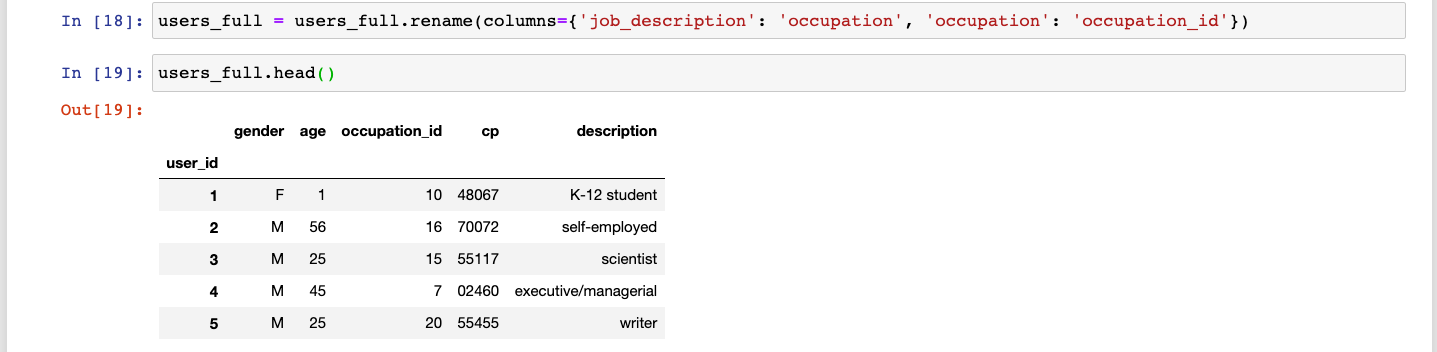 In [18]: users_full = users_full.rename(columns={'job_description': 'occupation', 'occupation': 'occupation_id'})
In [19]: users_full.head()
Out[19]:
gender age occupation_id cp description
user_id
1 F 1 10 48067 K-12 student
2 M 56 16 70072 self-employed
3 M 25 15 55117 scientist
4 M 45 7 02460 executive/managerial
5 M 25 20 55455 writer